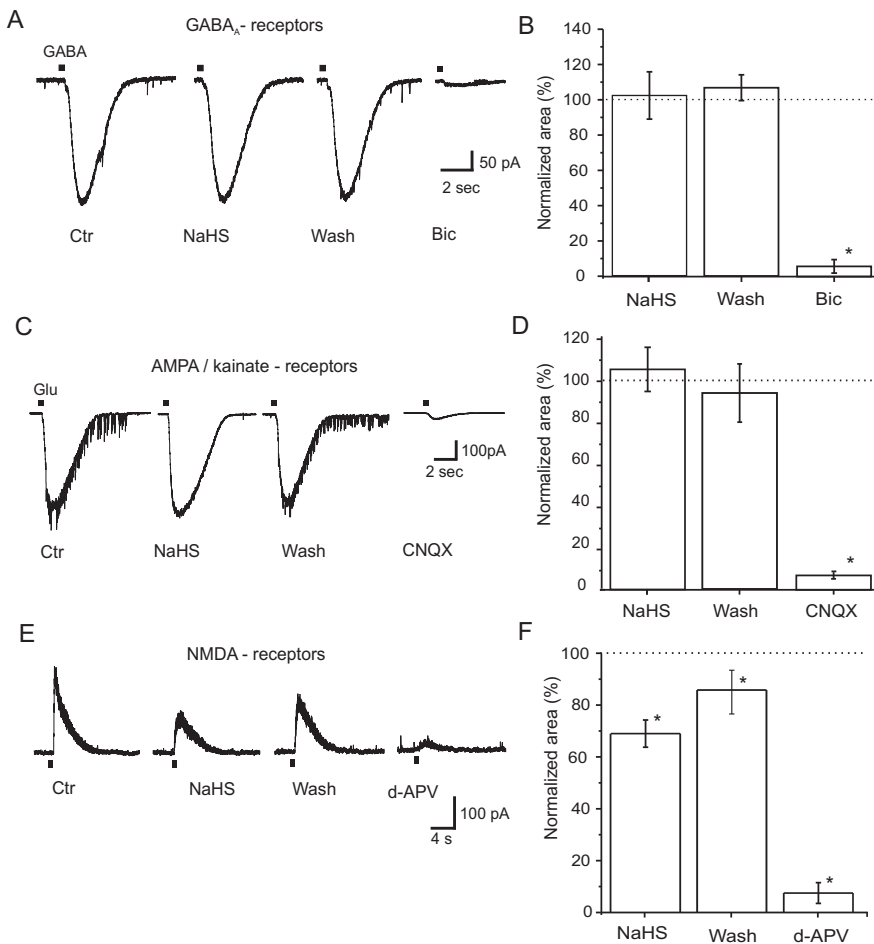 A
GABAA- receptors
GABA
50 pA
2 sec
Ctr
NaHS
Wash
Bic
B
Normalized area (%)
140
120
100
80
60
40
20
0
*
NaHS
Wash
Bic
C
AMPA / kainate - receptors
Glu
100pA
2 sec
Ctr
NaHS
Wash
CNQX
D
Normalized area (%)
120
100
80
60
40
20
0
*
NaHS
Wash
CNQX
E
NMDA - receptors
Ctr
NaHS
Wash
d-APV
100 pA
4 s
F
Normalized area (%)
100
80
60
40
20
0
*
*
*
NaHS
Wash
d-APV